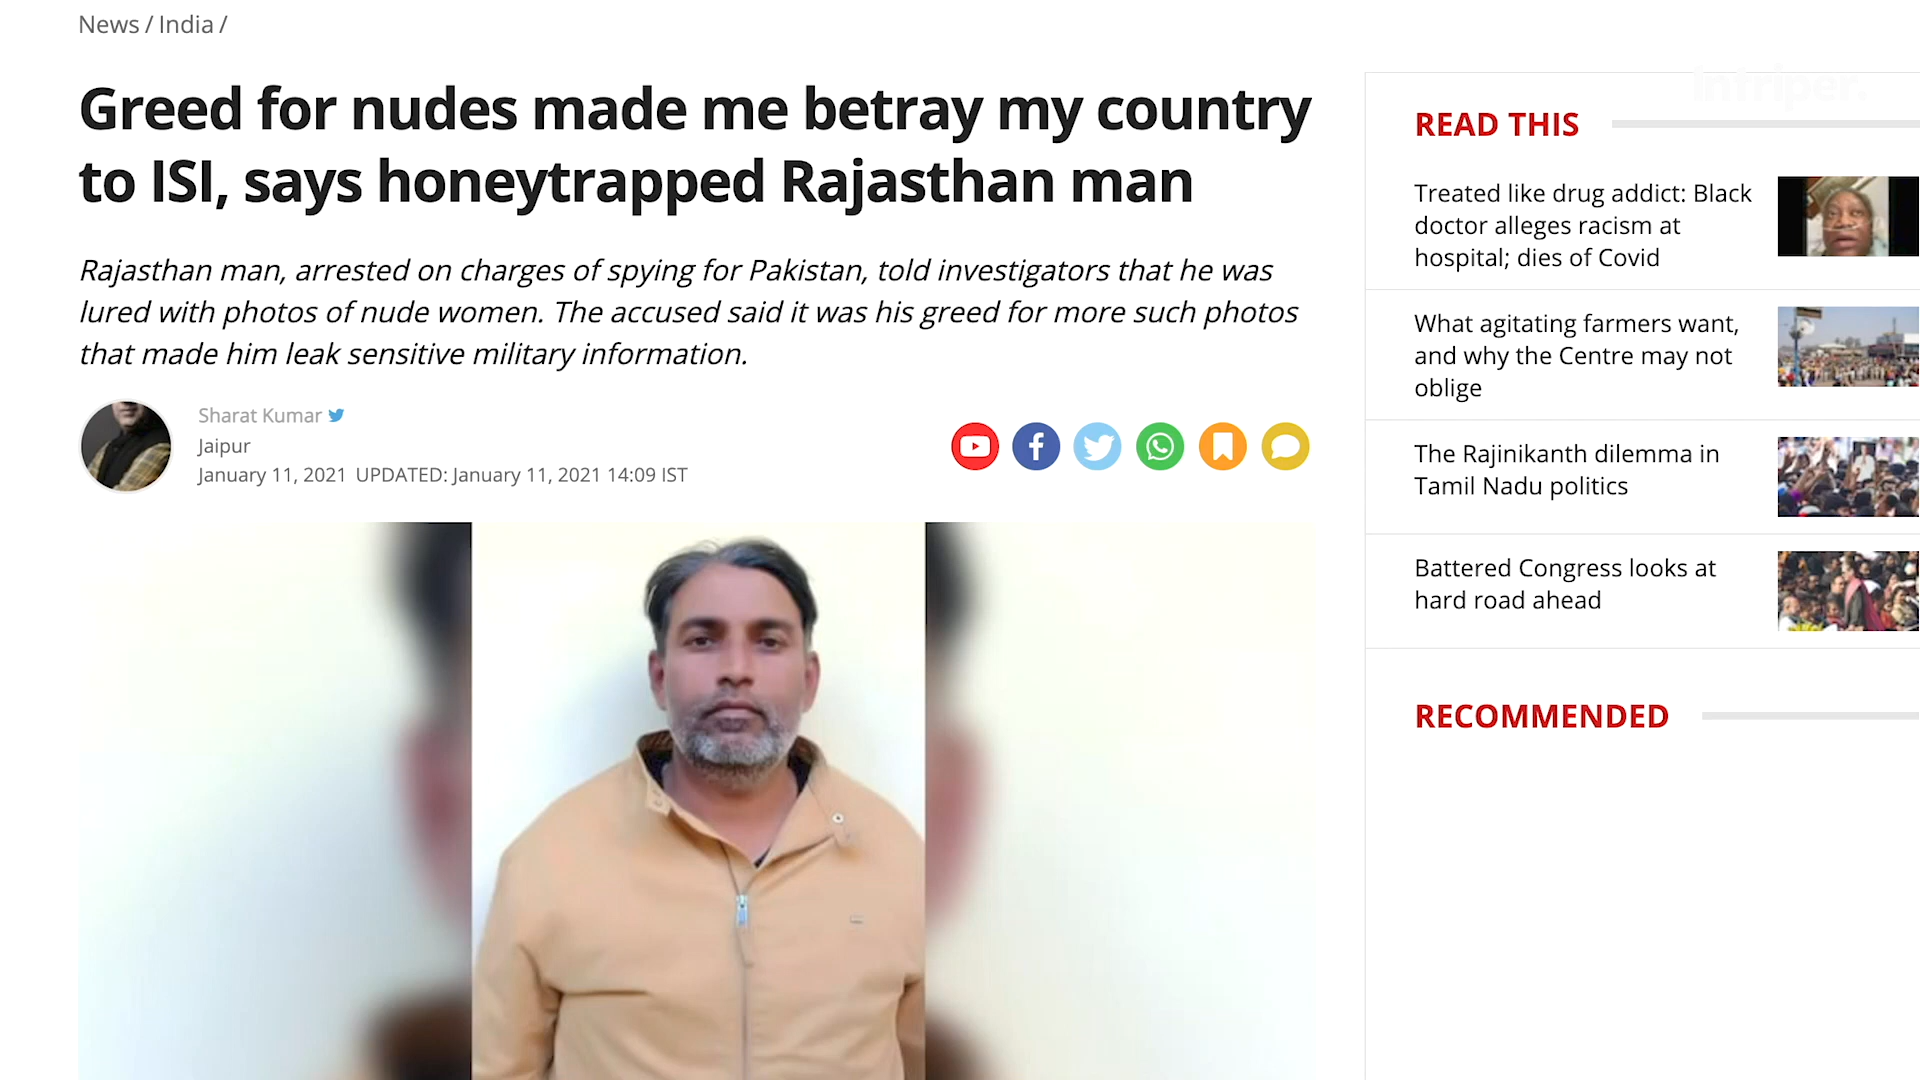 News / India /
Greed for nudes made me betray my country
to ISI, says honeytrapped Rajasthan man
Rajasthan man, arrested on charges of spying for Pakistan, told investigators that he was
lured with photos of nude women. The accused said it was his greed for more such photos
that made him leak sensitive military information.
Sharat Kumar
Jaipur
January 11, 2021 UPDATED: January 11, 2021 14:09 IST
intriper.
READ THIS
Treated like drug addict: Black
doctor alleges racism at
hospital; dies of Covid
What agitating farmers want,
and why the Centre may not
oblige
The Rajinikanth dilemma in
Tamil Nadu politics
Battered Congress looks at
hard road ahead
RECOMMENDED